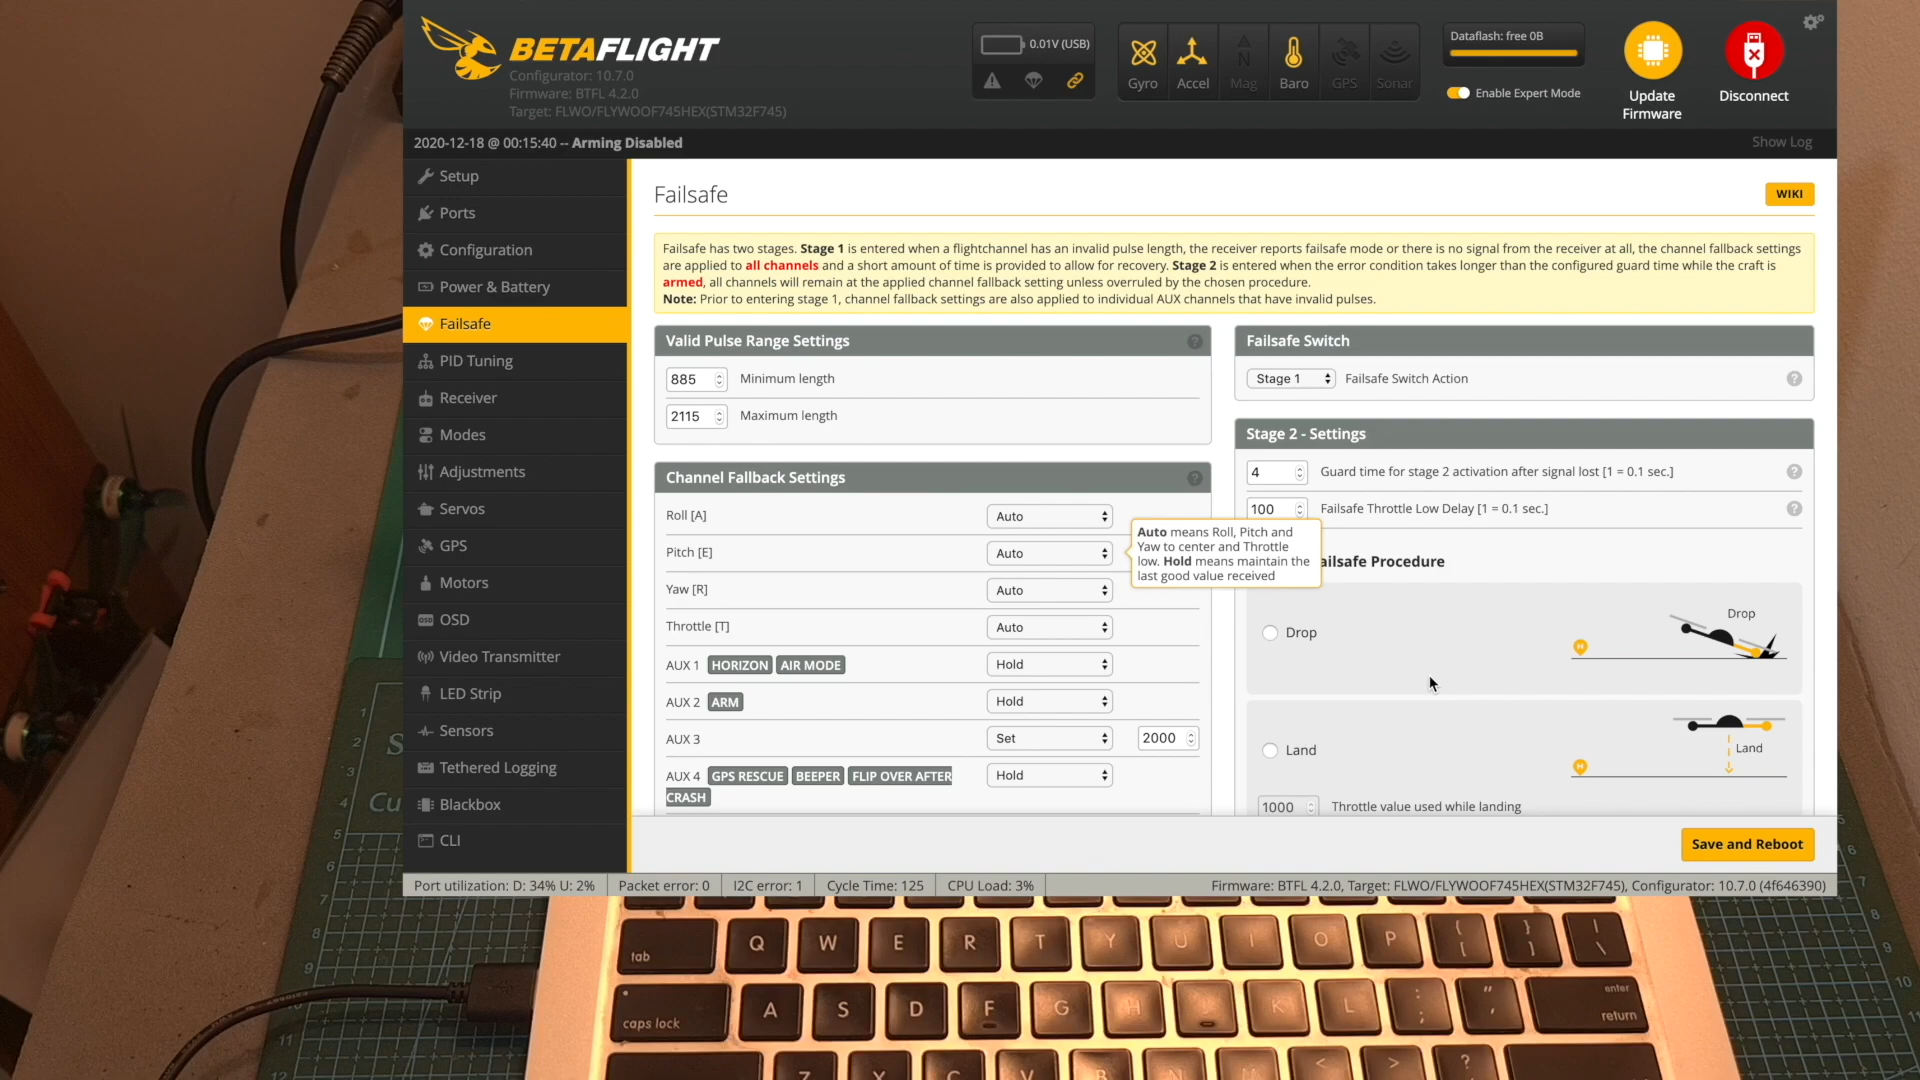 BETAFLIGHT
Configurator: 10.7.0
Firmware: BTFL 4.2.0
Target: FLWO/FLYWOOF745HEX(STM32F745)
0.01V (USB)
Gyro
Accel
Mag
Baro
GPS
Sonar
Dataflash: free 0B
Enable Expert Mode
Update
Firmware
Disconnect
2020-12-18 @ 00:15:40 -- Arming Disabled
Show Log
Setup
Ports
Configuration
Power & Battery
Failsafe
PID Tuning
Receiver
Modes
Adjustments
Servos
GPS
Motors
OSD
Video Transmitter
LED Strip
Sensors
Tethered Logging
Blackbox
CLI
Failsafe
WIKI
Failsafe has two stages. Stage 1 is entered when a flightchannel has an invalid pulse length, the receiver reports failsafe mode or there is no signal from the receiver at all, the channel fallback settings
are applied to all channels and a short amount of time is provided to allow for recovery. Stage 2 is entered when the error condition takes longer than the configured guard time while the craft is
armed, all channels will remain at the applied channel fallback setting unless overruled by the chosen procedure.
Note: Prior to entering stage 1, channel fallback settings are also applied to individual AUX channels that have invalid pulses.
Valid Pulse Range Settings
885 Minimum length
2115 Maximum length
Channel Fallback Settings
Roll [A] Auto
Pitch [E] Auto
Yaw [R] Auto
Throttle [T] Auto
AUX 1 HORIZON AIR MODE Hold
AUX 2 ARM Hold
AUX 3 Set 2000
AUX 4 GPS RESCUE BEEPER FLIP OVER AFTER Hold
CRASH
Auto means Roll, Pitch and
Yaw to center and Throttle
low. Hold means maintain the
last good value received
Failsafe Switch
Stage 1 Failsafe Switch Action
Stage 2 - Settings
4 Guard time for stage 2 activation after signal lost [1 = 0.1 sec.]
100 Failsafe Throttle Low Delay [1 = 0.1 sec.]
ailsafe Procedure
Drop
Drop
Land
Land
1000 Throttle value used while landing
Save and Reboot
Port utilization: D: 34% U: 2%
Packet error: 0
I2C error: 1
Cycle Time: 125
CPU Load: 3%
Firmware: BTFL 4.2.0, Target: FLWO/FLYWOOF745HEX(STM32F745), Configurator: 10.7.0 (4f646390)
tab Q W E R T Y U I O P { [ } ] | \
caps lock A S D F G H J K L : ; " ' enter return
Z X C V B N M < > ?